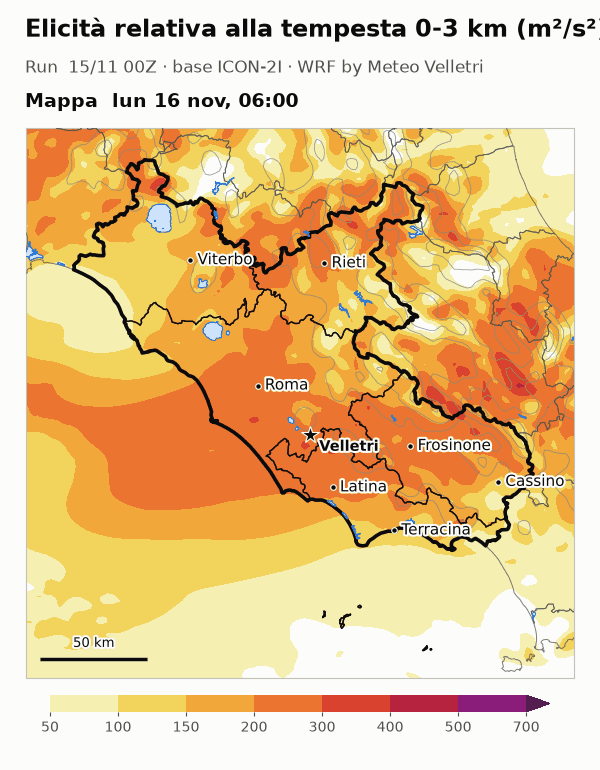 Elicità relativa alla tempesta 0-3 km (m²/s²)
Run 15/11 00Z · base ICON-2I · WRF by Meteo Velletri
Mappa lun 16 nov, 06:00
Viterbo
Rieti
Roma
Velletri
Frosinone
Latina
Cassino
Terracina
50 km
50 100 150 200 300 400 500 700